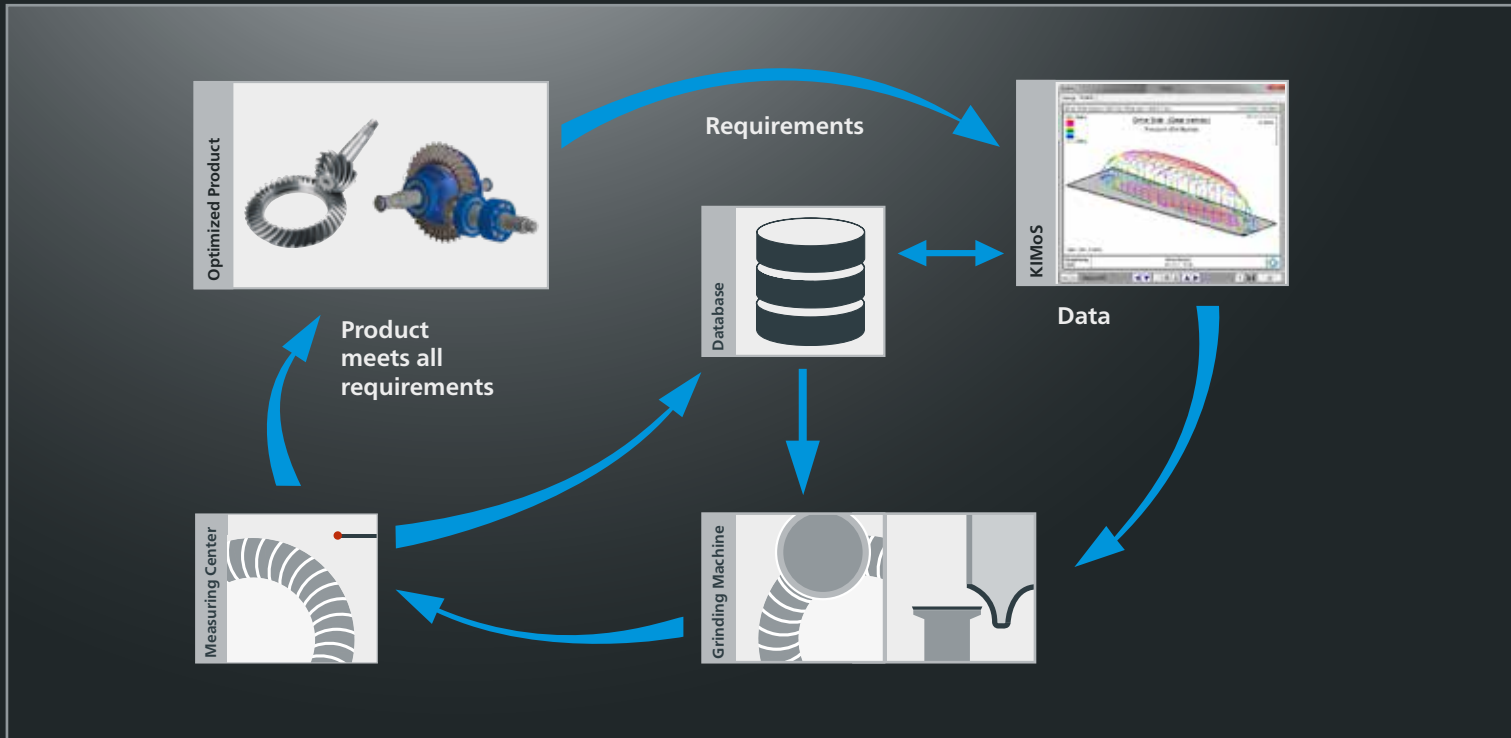 Optimized Product
Requirements
KIMoS
Database
Data
Product
meets all
requirements
Measuring Center
Grinding Machine